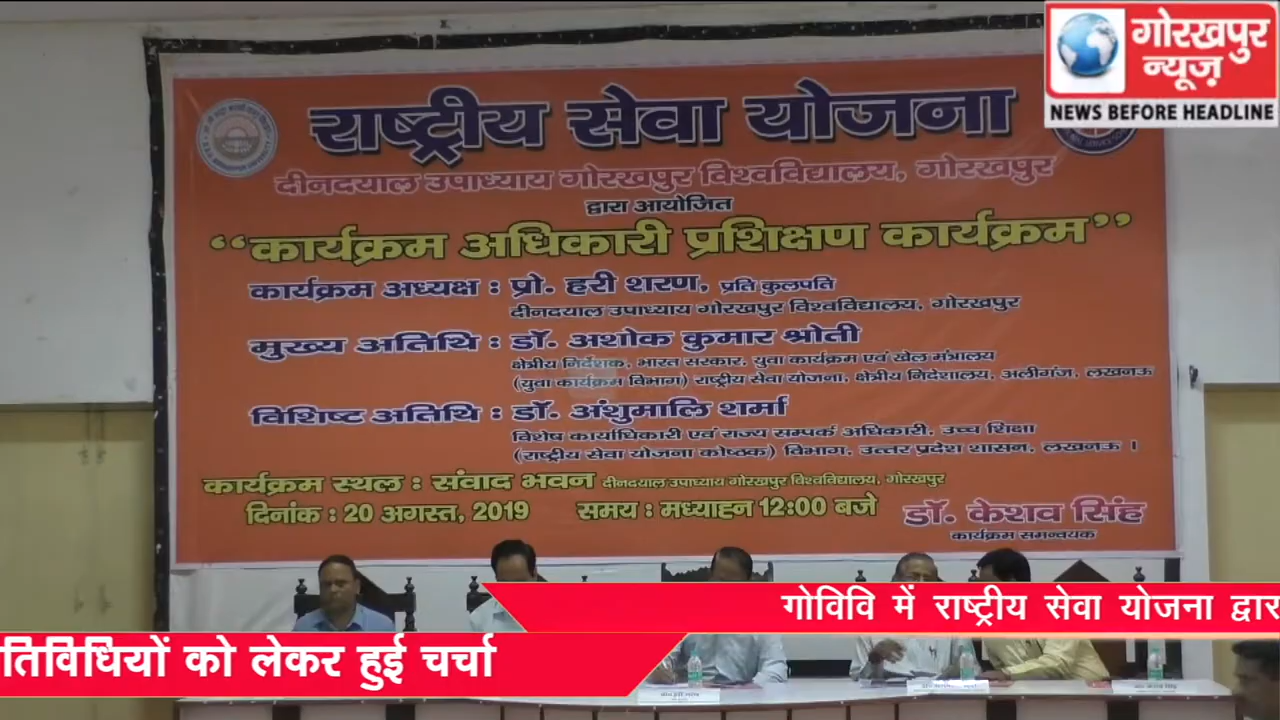 गोरखपुर
न्यूज़
NEWS BEFORE HEADLINE
राष्ट्रीय सेवा योजना
दीनदयाल उपाध्याय गोरखपुर विश्वविद्यालय, गोरखपुर
द्वारा आयोजित
“कार्यक्रम अधिकारी प्रशिक्षण कार्यक्रम”
कार्यक्रम अध्यक्ष : प्रो. हरी शरण, प्रति कुलपति
दीनदयाल उपाध्याय गोरखपुर विश्वविद्यालय, गोरखपुर
मुख्य अतिथि : डॉ. अशोक कुमार श्रोती
क्षेत्रीय निर्देशक, भारत सरकार, युवा कार्यक्रम एवं खेल मंत्रालय
(युवा कार्यक्रम विभाग) राष्ट्रीय सेवा योजना, क्षेत्रीय निदेशालय, अलीगंज, लखनऊ
विशिष्ट अतिथि : डॉ. अंशुमालि शर्मा
विशेष कार्याधिकारी एवं राज्य सम्पर्क अधिकारी, उच्च शिक्षा
(राष्ट्रीय सेवा योजना कोष्ठक) विभाग, उत्तर प्रदेश शासन, लखनऊ ।
कार्यक्रम स्थल : संवाद भवन दीनदयाल उपाध्याय गोरखपुर विश्वविद्यालय, गोरखपुर
दिनांक : 20 अगस्त, 2019 समय : मध्याह्न 12:00 बजे
डॉ. केशव सिंह
कार्यक्रम समन्वयक
गोविवि में राष्ट्रीय सेवा योजना द्वार
तिविधियों को लेकर हुई चर्चा